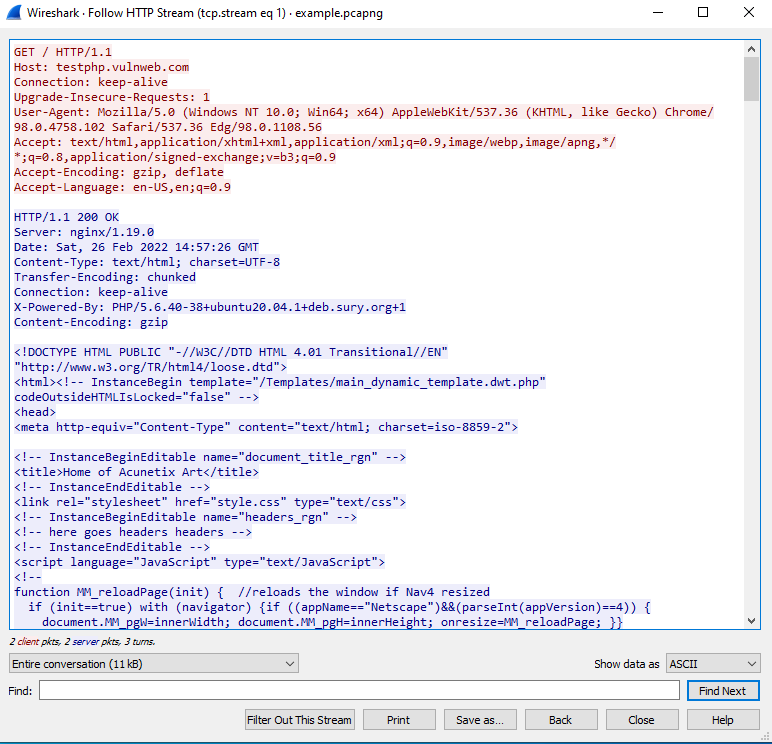 Wireshark · Follow HTTP Stream (tcp.stream eq 1) · example.pcapng
GET / HTTP/1.1
Host: testphp.vulnweb.com
Connection: keep-alive
Upgrade-Insecure-Requests: 1
User-Agent: Mozilla/5.0 (Windows NT 10.0; Win64; x64) AppleWebKit/537.36 (KHTML, like Gecko) Chrome/
98.0.4758.102 Safari/537.36 Edg/98.0.1108.56
Accept: text/html,application/xhtml+xml,application/xml;q=0.9,image/webp,image/apng,*/
*;q=0.8,application/signed-exchange;v=b3;q=0.9
Accept-Encoding: gzip, deflate
Accept-Language: en-US,en;q=0.9
HTTP/1.1 200 OK
Server: nginx/1.19.0
Date: Sat, 26 Feb 2022 14:57:26 GMT
Content-Type: text/html; charset=UTF-8
Transfer-Encoding: chunked
Connection: keep-alive
X-Powered-By: PHP/5.6.40-38+ubuntu20.04.1+deb.sury.org+1
Content-Encoding: gzip
<!DOCTYPE HTML PUBLIC "-//W3C//DTD HTML 4.01 Transitional//EN"
"http://www.w3.org/TR/html4/loose.dtd">
<html><!-- InstanceBegin template="/Templates/main_dynamic_template.dwt.php"
codeOutsideHTMLIsLocked="false" -->
<head>
<meta http-equiv="Content-Type" content="text/html; charset=iso-8859-2">
<!-- InstanceBeginEditable name="document_title_rgn" -->
<title>Home of Acunetix Art</title>
<!-- InstanceEndEditable -->
<link rel="stylesheet" href="style.css" type="text/css">
<!-- InstanceBeginEditable name="headers_rgn" -->
<!-- here goes headers headers -->
<!-- InstanceEndEditable -->
<script language="JavaScript" type="text/JavaScript">
<!--
function MM_reloadPage(init) {  //reloads the window if Nav4 resized
  if (init==true) with (navigator) {if ((appName=="Netscape")&&(parseInt(appVersion)==4)) {
    document.MM_pgW=innerWidth; document.MM_pgH=innerHeight; onresize=MM_reloadPage; }}
2 client pkts, 2 server pkts, 3 turns.
Entire conversation (11 kB) Show data as ASCII
Find: Find Next
Filter Out This Stream Print Save as... Back Close Help